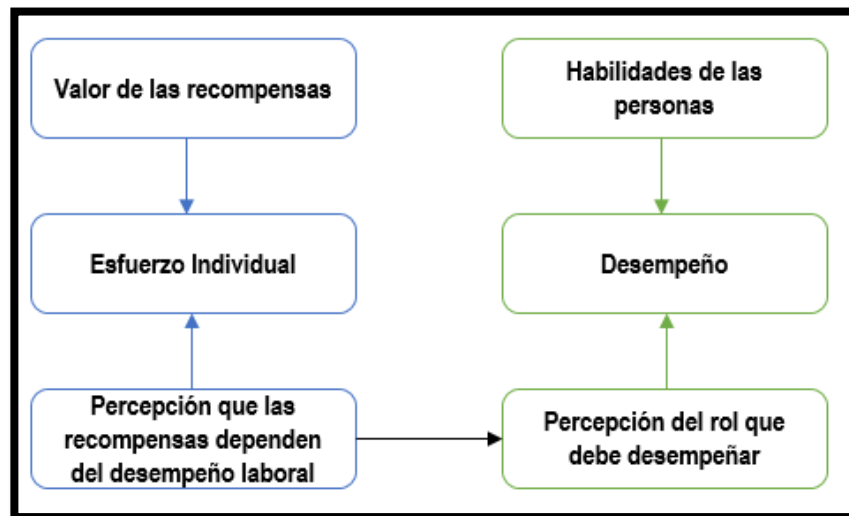 Valor de las recompensas
Habilidades de las
personas
Esfuerzo Individual
Desempeño
Percepción que las
recompensas dependen
del desempeño laboral
Percepción del rol que
debe desempeñar